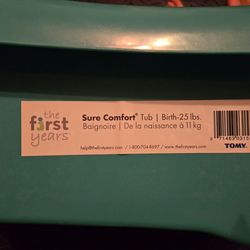 the
first
years
Sure Comfort® Tub | Birth-25 lbs.
Baignoire | De la naissance à 11 kg
help@thefirstyears.com / 1-800-704-8697 / www.thefirstyears.com
TOMY